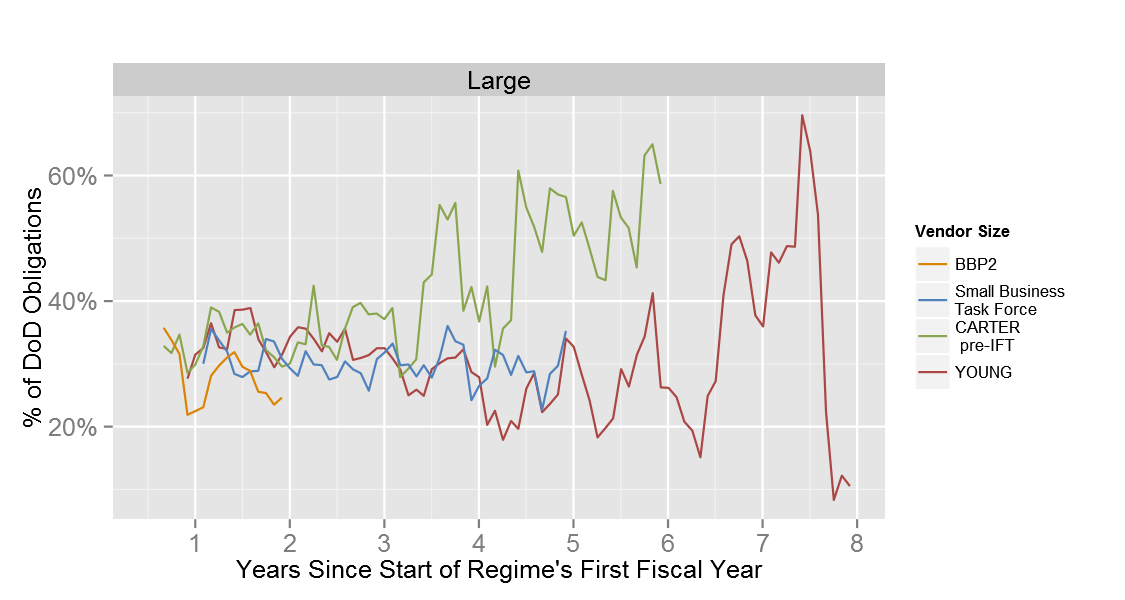 Large
% of DoD Obligations
60%
40%
20%
1 2 3 4 5 6 7 8
Years Since Start of Regime's First Fiscal Year
Vendor Size
BBP2
Small Business
Task Force
CARTER
pre-IFT
YOUNG